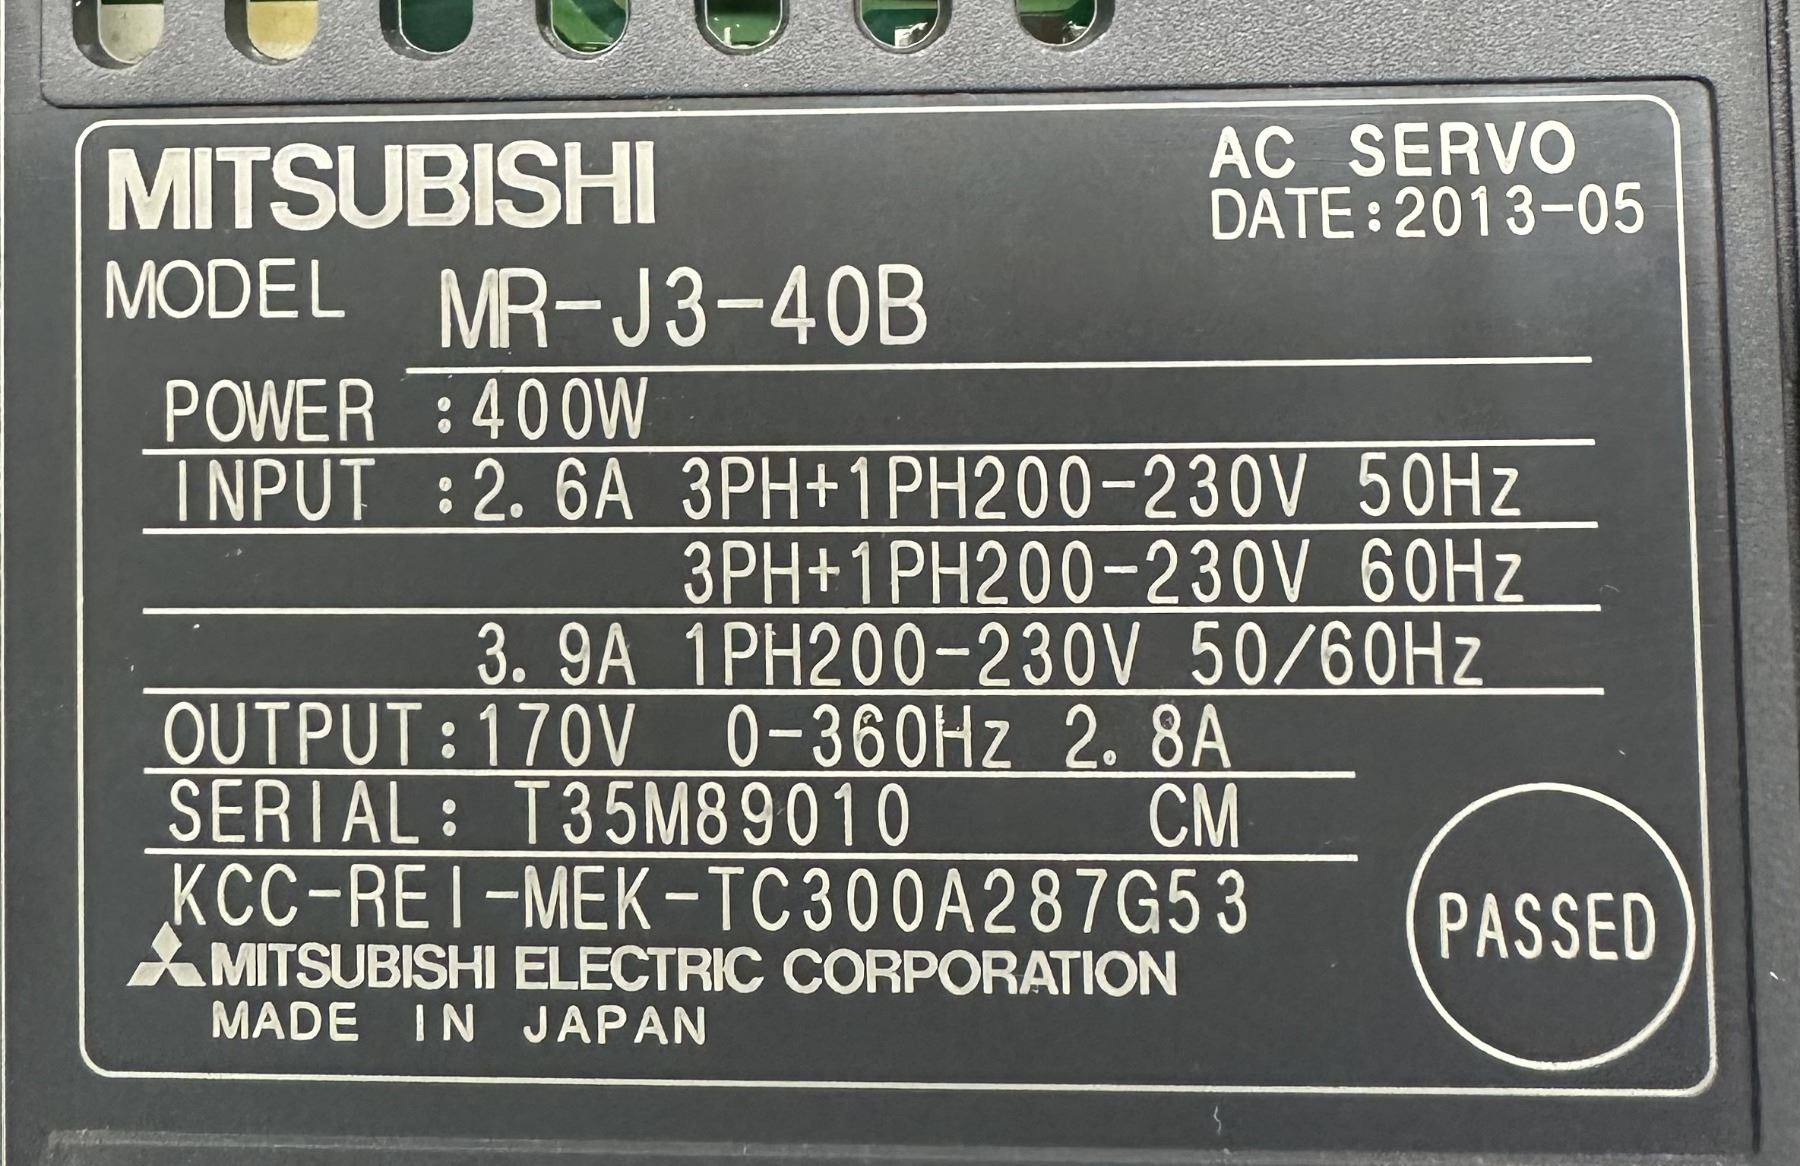 MITSUBISHI
AC SERVO
DATE:2013-05
MODEL MR-J3-40B
POWER :400W
INPUT :2.6A 3PH+1PH200-230V 50Hz
3PH+1PH200-230V 60Hz
3.9A 1PH200-230V 50/60Hz
OUTPUT:170V 0-360Hz 2.8A
SERIAL: T35M89010 CM
KCC-REI-MEK-TC300A287G53
MITSUBISHI ELECTRIC CORPORATION
MADE IN JAPAN
PASSED